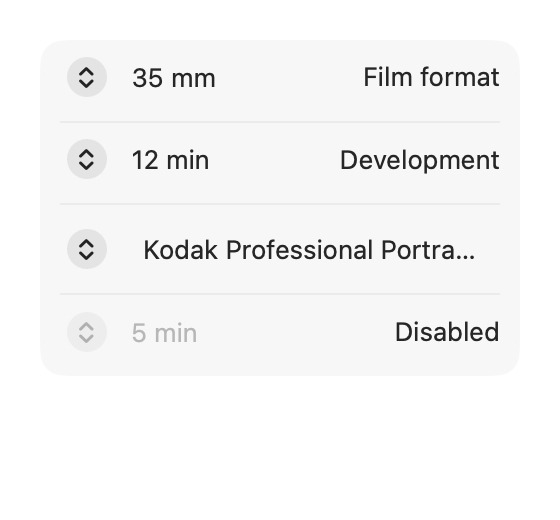 35 mm Film format
12 min Development
Kodak Professional Portra...
5 min Disabled